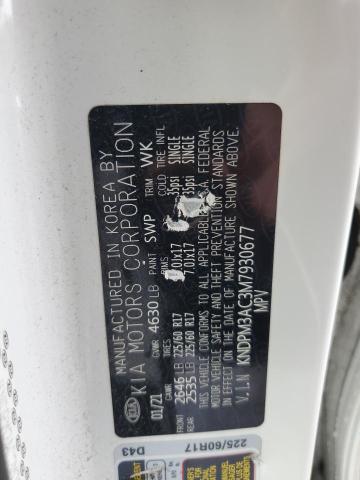 MANUFACTURED IN KOREA BY
KIA KIA MOTORS CORPORATION
01/21 GVWR 4630 LB PAINT SWP TRIM WK
GAWR TIRES RIMS COLD TIRE INFL
2646 LB 225/60 R17 7.0Jx17 35psi SINGLE
REAR 2535 LB 225/60 R17 7.0Jx17 35psi SINGLE
THIS VEHICLE CONFORMS TO ALL APPLICABLE FEDERAL
MOTOR VEHICLE SAFETY AND THEFT PREVENTION STANDARDS
IN EFFECT ON THE DATE OF MANUFACTURE SHOWN ABOVE.
V.I.N KNDPM3AC3M7930677
MPV
D43
225/60R17